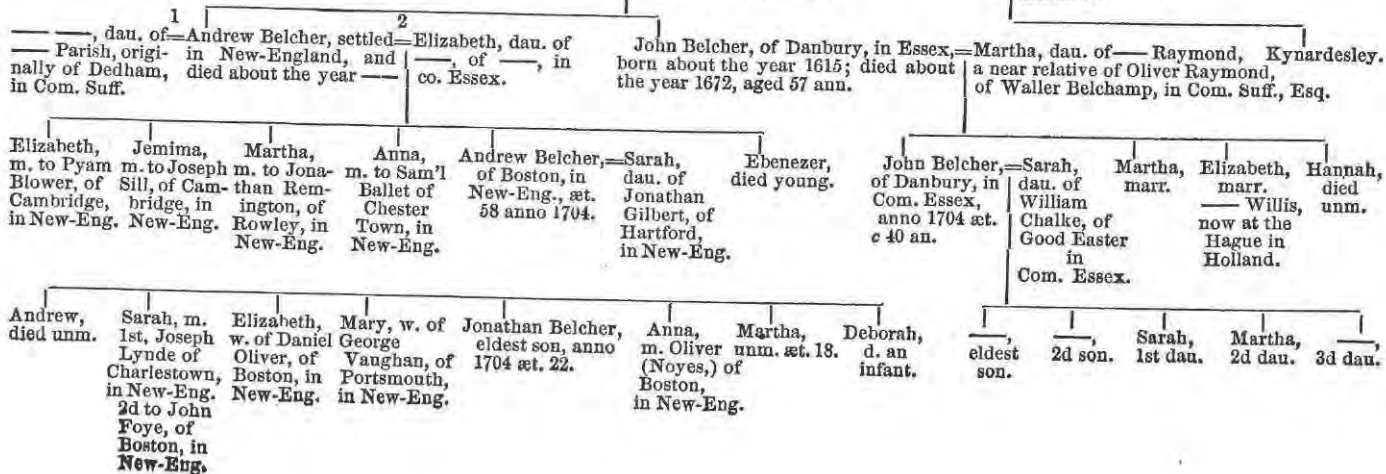 1
2
—— ——, dau. of=Andrew Belcher, settled=Elizabeth, dau. of
—— Parish, origi- in New-England, and ——, of ——, in
nally of Dedham, died about the year —— co. Essex.
in Com. Suff.
John Belcher, of Danbury, in Essex,=Martha, dau. of —— Raymond, Kynardesley.
born about the year 1615; died about a near relative of Oliver Raymond,
the year 1672, aged 57 ann. of Waller Belchamp, in Com. Suff., Esq.
Elizabeth,
m. to Pyam
Blower, of
Cambridge,
in New-Eng.
Jemima,
m. to Joseph
Sill, of Cam-
bridge, in
New-Eng.
Martha,
m. to Jona-
than Rem-
ington, of
Rowley, in
New-Eng.
Anna,
m. to Sam'l
Ballet of
Chester
Town, in
New-Eng.
Andrew Belcher,=Sarah,
of Boston, in dau. of
New-Eng., æt. Jonathan
58 anno 1704. Gilbert, of
Hartford,
in New-Eng.
Ebenezer,
died young.
John Belcher,=Sarah,
of Danbury, in dau. of
Com. Essex, William
anno 1704 æt. Chalke, of
c 40 an. Good Easter
in
Com. Essex.
Martha,
marr.
Elizabeth,
marr.
—— Willis,
now at the
Hague in
Holland.
Hannah,
died
unm.
Andrew,
died unm.
Sarah, m.
1st, Joseph
Lynde of
Charlestown,
in New-Eng.
2d to John
Foye, of
Boston, in
New-Eng.
Elizabeth,
w. of Daniel
Oliver, of
Boston, in
New-Eng.
Mary, w. of
George
Vaughan, of
Portsmouth,
in New-Eng.
Jonathan Belcher,
eldest son, anno
1704 æt. 22.
Anna,
m. Oliver
(Noyes,) of
Boston,
in New-Eng.
Martha,
unm. æt. 18.
Deborah,
d. an
infant.
——,
eldest
son.
——,
2d son.
Sarah,
1st dau.
Martha,
2d dau.
——,
3d dau.